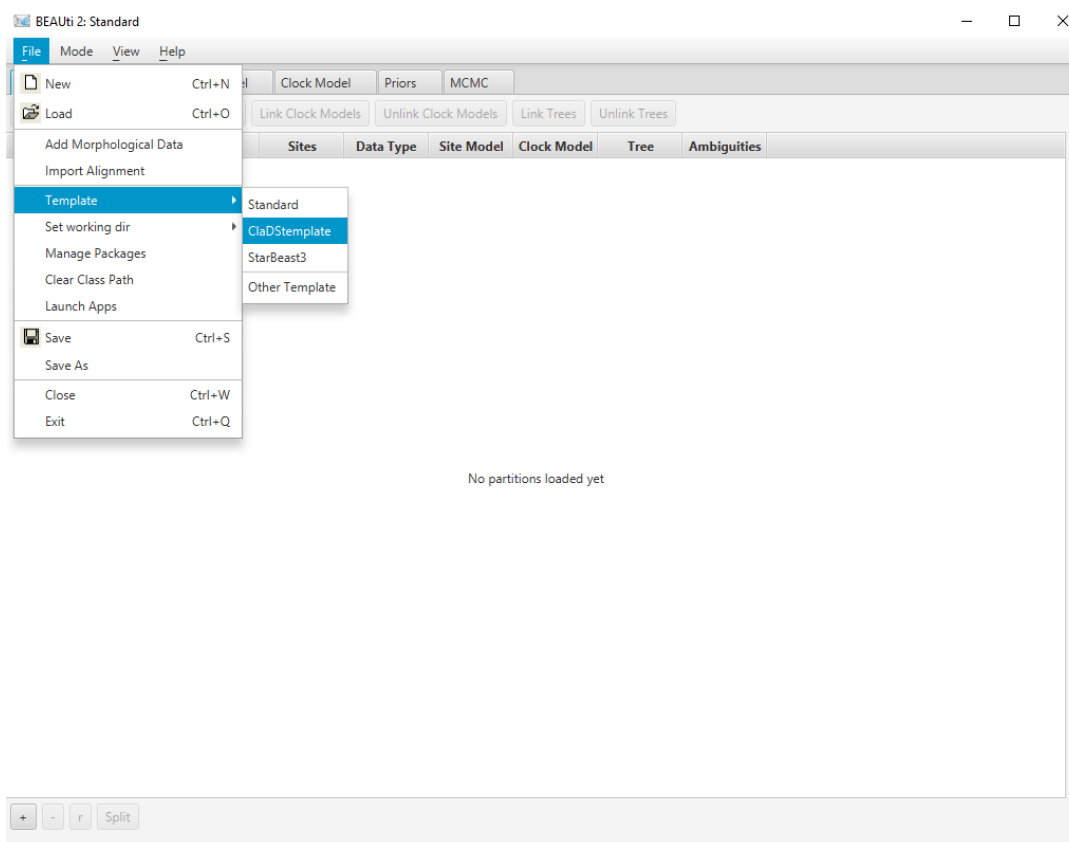 BEAUti 2: Standard
File Mode View Help
New Ctrl+N
Load Ctrl+O
Add Morphological Data
Import Alignment
Template
Set working dir
Manage Packages
Clear Class Path
Launch Apps
Save Ctrl+S
Save As
Close Ctrl+W
Exit Ctrl+Q
Standard
ClaDStemplate
StarBeast3
Other Template
Clock Model Priors MCMC
Link Clock Models Unlink Clock Models Link Trees Unlink Trees
Sites Data Type Site Model Clock Model Tree Ambiguities
No partitions loaded yet
+ - r Split